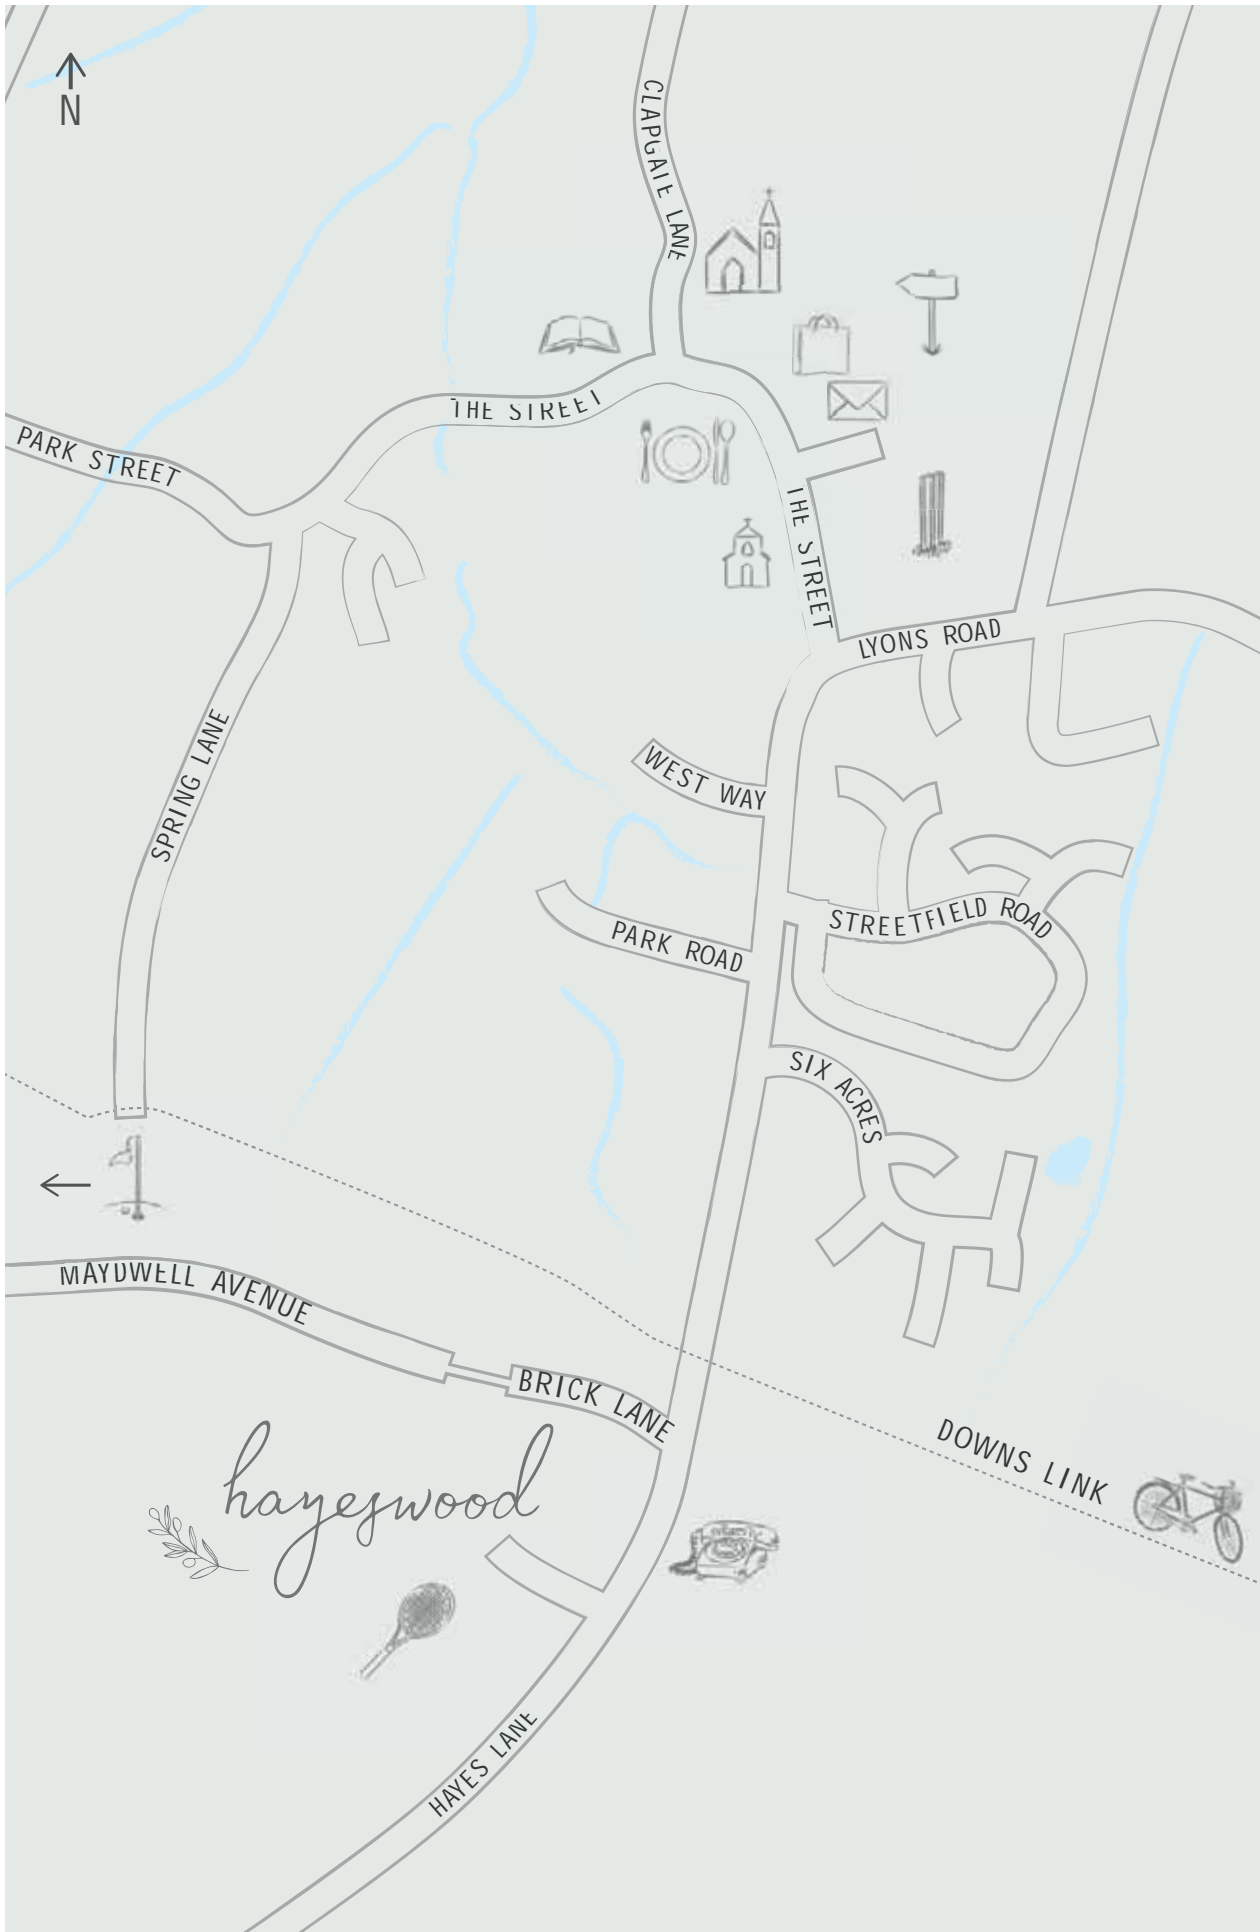 N
CLAPGATE LANE
THE STREET
PARK STREET
THE STREET
LYONS ROAD
SPRING LANE
WEST WAY
STREETFIELD ROAD
PARK ROAD
SIX ACRES
MAYDWELL AVENUE
BRICK LANE
DOWNS LINK
hayeswood
HAYES LANE